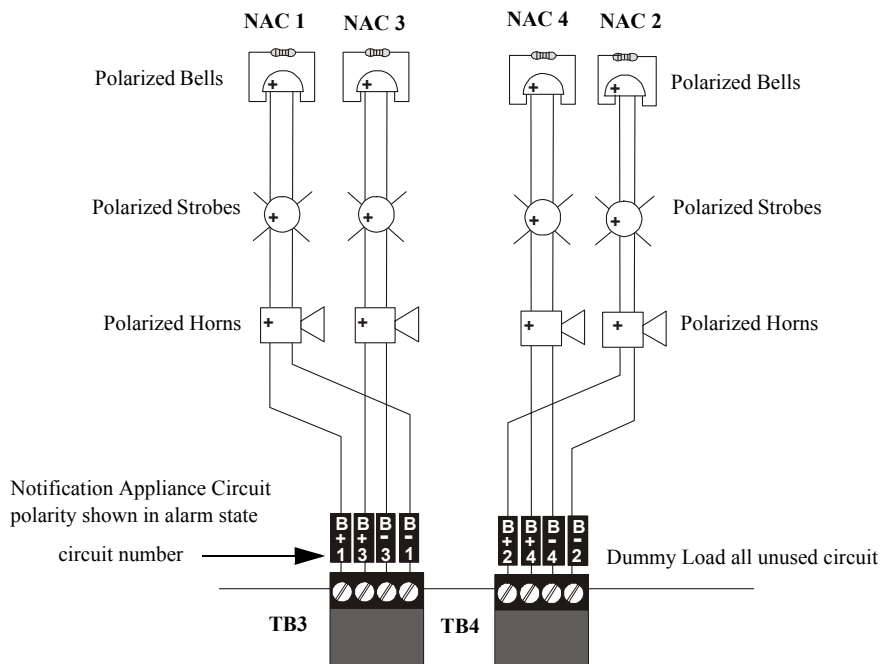 NAC 1 NAC 3 NAC 4 NAC 2
Polarized Bells
Polarized Bells
+ + + +
Polarized Strobes
Polarized Strobes
+ + + +
Polarized Horns
Polarized Horns
+ + + +
Notification Appliance Circuit
polarity shown in alarm state
circuit number
B+1 B+3 B-3 B-1
B+2 B+4 B-4 B-2
Dummy Load all unused circuit
TB3 TB4